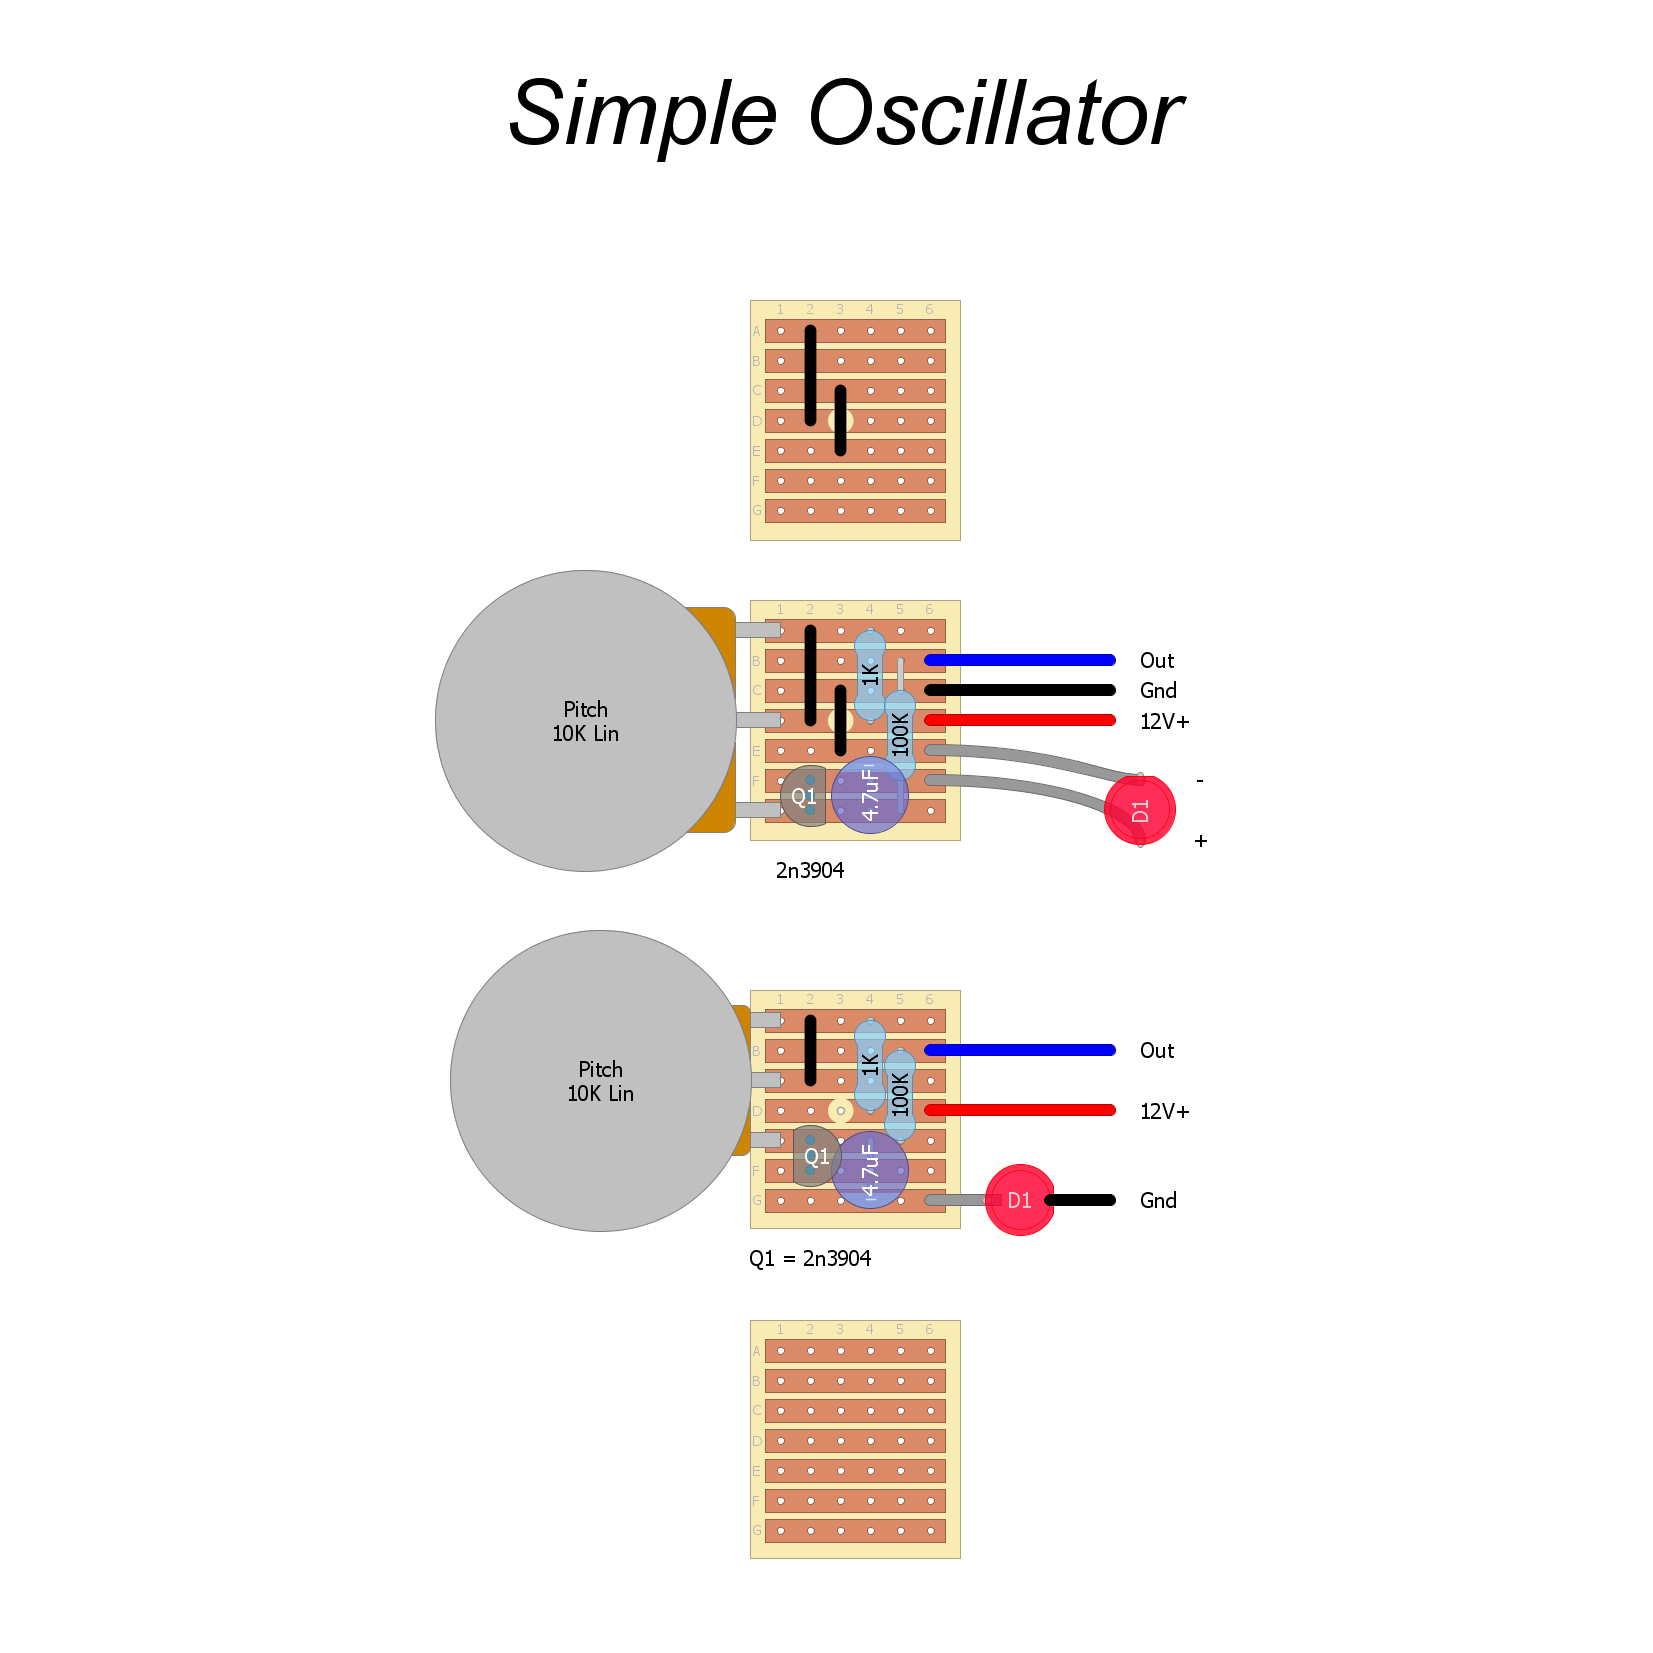 Simple Oscillator
1 2 3 4 5 6
A
B
C
D
E
F
G
1 2 3 4 5 6
B
E
F
Pitch
10K Lin
1K
100K
4.7uF
Q1
Out
Gnd
12V+
-
D1
+
2n3904
1 2 3 4 5 6
B
D
F
G
Pitch
10K Lin
1K
100K
4.7uF
Q1
Out
12V+
D1
Gnd
Q1 = 2n3904
1 2 3 4 5 6
A
B
C
D
E
F
G